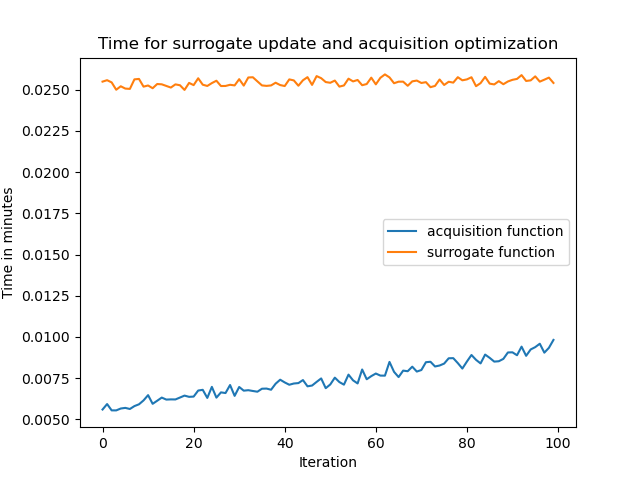 Time for surrogate update and acquisition optimization
0.0250
0.0225
0.0200
0.0175
0.0150
0.0125
0.0100
0.0075
0.0050
Time in minutes
acquisition function
surrogate function
0 20 40 60 80 100
Iteration